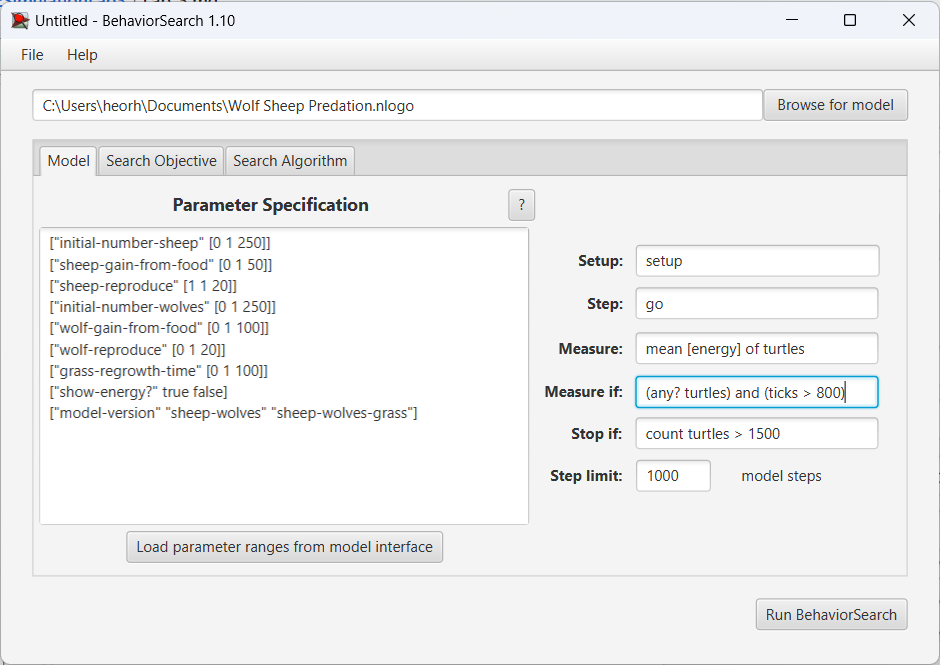 Untitled - BehaviorSearch 1.10
File Help
C:\Users\heorh\Documents\Wolf Sheep Predation.nlogo
Browse for model
Model Search Objective Search Algorithm
Parameter Specification
?
["initial-number-sheep" [0 1 250]]
["sheep-gain-from-food" [0 1 50]]
["sheep-reproduce" [1 1 20]]
["initial-number-wolves" [0 1 250]]
["wolf-gain-from-food" [0 1 100]]
["wolf-reproduce" [0 1 20]]
["grass-regrowth-time" [0 1 100]]
["show-energy?" true false]
["model-version" "sheep-wolves" "sheep-wolves-grass"]
Load parameter ranges from model interface
Setup: setup
Step: go
Measure: mean [energy] of turtles
Measure if: (any? turtles) and (ticks > 800)
Stop if: count turtles > 1500
Step limit: 1000 model steps
Run BehaviorSearch